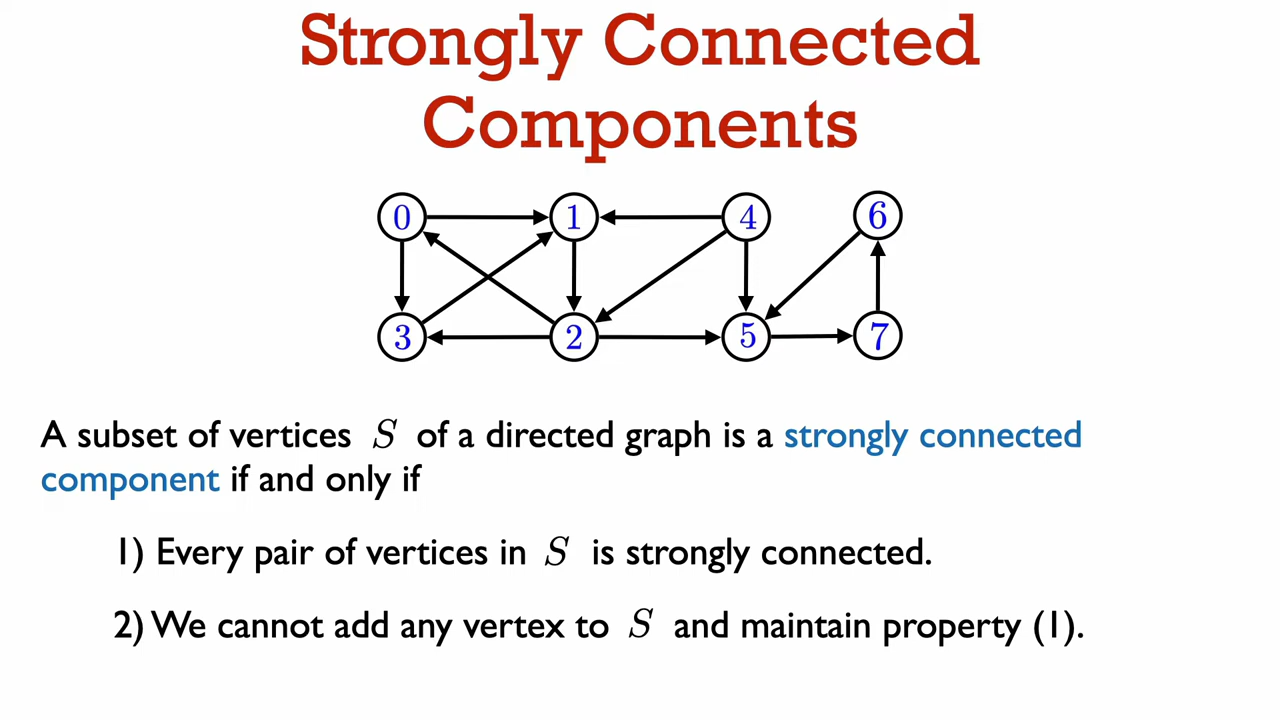 Strongly Connected
Components
0 1 4 6
3 2 5 7
A subset of vertices S of a directed graph is a strongly connected
component if and only if
1) Every pair of vertices in S is strongly connected.
2) We cannot add any vertex to S and maintain property (1).